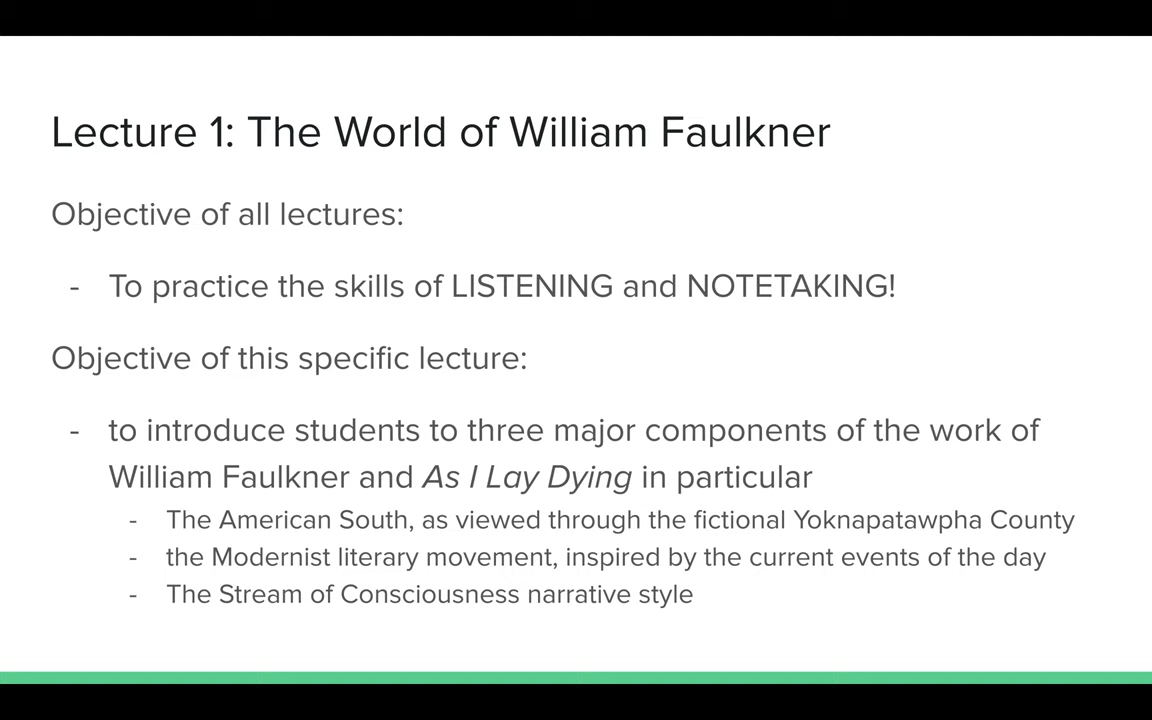 Lecture 1: The World of William Faulkner
Objective of all lectures:
- To practice the skills of LISTENING and NOTETAKING!
Objective of this specific lecture:
- to introduce students to three major components of the work of
William Faulkner and As I Lay Dying in particular
- The American South, as viewed through the fictional Yoknapatawpha County
- the Modernist literary movement, inspired by the current events of the day
- The Stream of Consciousness narrative style